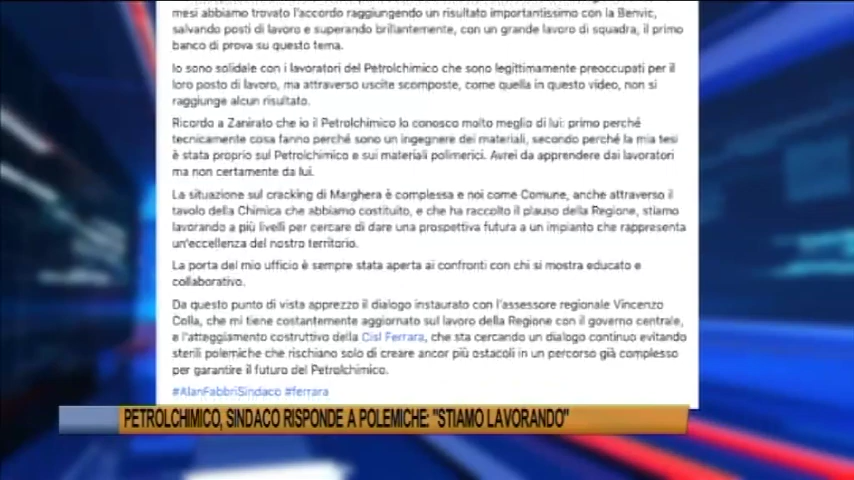 mesi abbiamo trovato l'accordo raggiungendo un risultato importantissimo con la Benvic,
salvando posti di lavoro e superando brillantemente, con un grande lavoro di squadra, il primo
banco di prova su questo tema.
Io sono solidale con i lavoratori del Petrolchimico che sono legittimamente preoccupati per il
loro posto di lavoro, ma attraverso uscite scomposte, come quella in questo video, non si
raggiunge alcun risultato.
Ricordo a Zanirato che io il Petrolchimico lo conosco molto meglio di lui: primo perché
tecnicamente cosa fanno perché sono un ingegnere dei materiali, secondo perché la mia tesi
è stata proprio sul Petrolchimico e sui materiali polimerici. Avrei da apprendere dai lavoratori
ma non certamente da lui.
La situazione sul cracking di Marghera è complessa e noi come Comune, anche attraverso il
tavolo della Chimica che abbiamo costituito, e che ha raccolto il plauso della Regione, stiamo
lavorando a più livelli per cercare di dare una prospettiva futura a un impianto che rappresenta
un'eccellenza del nostro territorio.
La porta del mio ufficio è sempre stata aperta ai confronti con chi si mostra educato e
collaborativo.
Da questo punto di vista apprezzo il dialogo instaurato con l'assessore regionale Vincenzo
Colla, che mi tiene costantemente aggiornato sul lavoro della Regione con il governo centrale,
e l'atteggiamento costruttivo della Cisl Ferrara, che sta cercando un dialogo continuo evitando
sterili polemiche che rischiano solo di creare ancor più ostacoli in un percorso già complesso
per garantire il futuro del Petrolchimico.
#AlanFabbriSindaco #ferrara
PETROLCHIMICO, SINDACO RISPONDE A POLEMICHE: "STIAMO LAVORANDO"